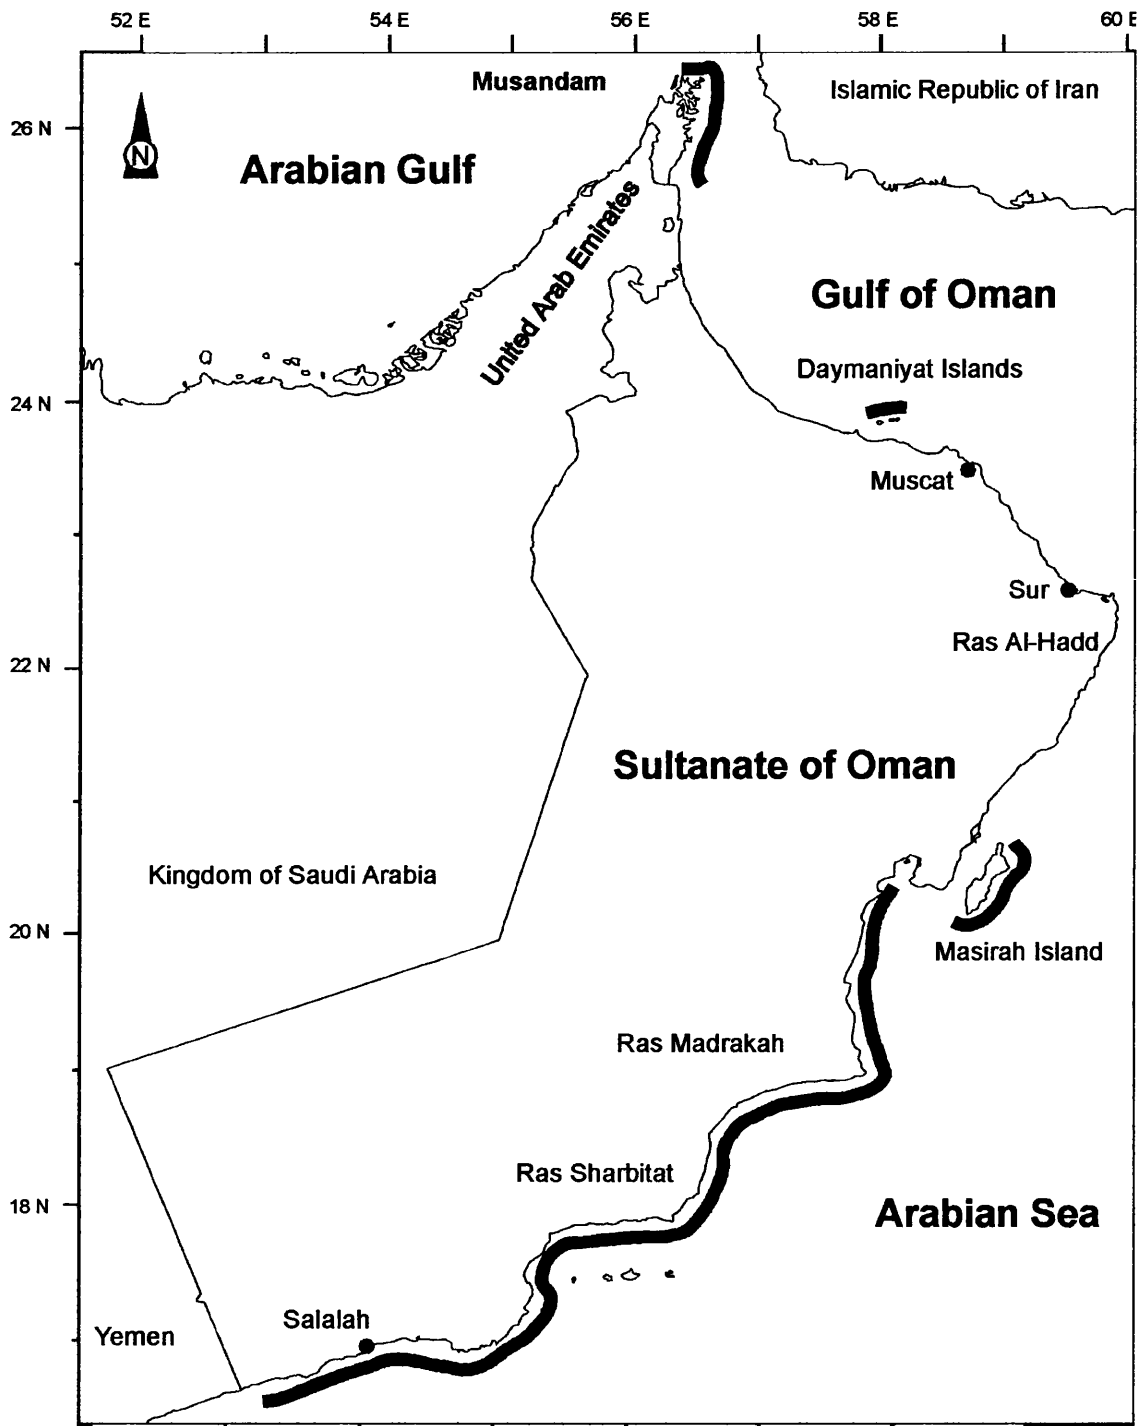 52 E
54 E
56 E
58 E
60 E
Musandam
Islamic Republic of Iran
26 N
N
Arabian Gulf
United Arab Emirates
Gulf of Oman
Daymaniyat Islands
24 N
Muscat
Sur
Ras Al-Hadd
22 N
Sultanate of Oman
Kingdom of Saudi Arabia
20 N
Masirah Island
Ras Madrakah
Ras Sharbitat
18 N
Arabian Sea
Salalah
Yemen